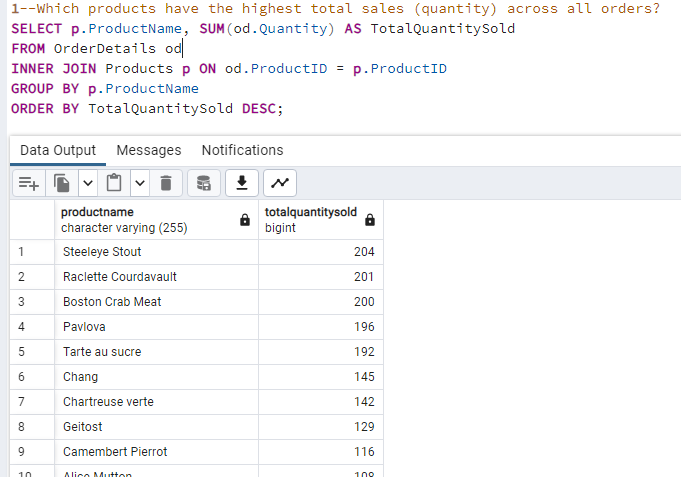 1--Which products have the highest total sales (quantity) across all orders?
SELECT p.ProductName, SUM(od.Quantity) AS TotalQuantitySold
FROM OrderDetails od
INNER JOIN Products p ON od.ProductID = p.ProductID
GROUP BY p.ProductName
ORDER BY TotalQuantitySold DESC;
Data Output Messages Notifications
productname totalquantitysold
character varying (255) bigint
1 Steeleye Stout 204
2 Raclette Courdavault 201
3 Boston Crab Meat 200
4 Pavlova 196
5 Tarte au sucre 192
6 Chang 145
7 Chartreuse verte 142
8 Geitost 129
9 Camembert Pierrot 116
10 Alice Mutton 108